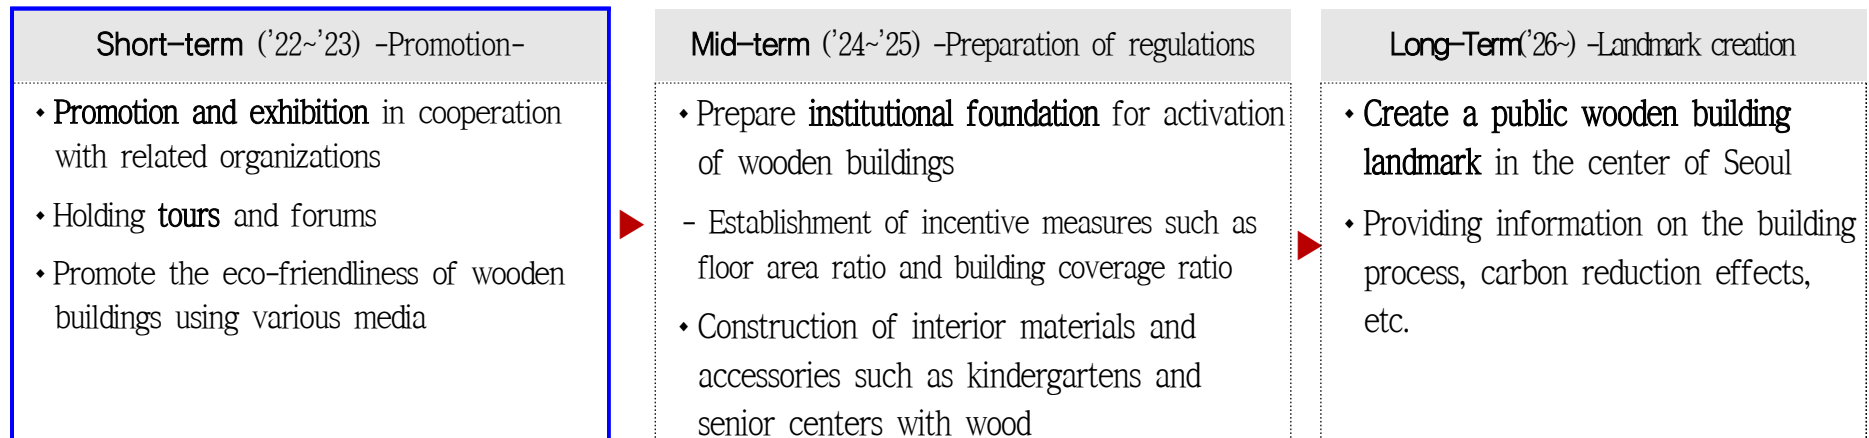 Short-term (’22~’23) -Promotion-
◆ Promotion and exhibition in cooperation
with related organizations
◆ Holding tours and forums
◆ Promote the eco-friendliness of wooden
buildings using various media
Mid-term (’24~’25) -Preparation of regulations
◆ Prepare institutional foundation for activation
of wooden buildings
- Establishment of incentive measures such as
floor area ratio and building coverage ratio
◆ Construction of interior materials and
accessories such as kindergartens and
senior centers with wood
Long-Term(’26~) -Landmark creation
◆ Create a public wooden building
landmark in the center of Seoul
◆ Providing information on the building
process, carbon reduction effects,
etc.